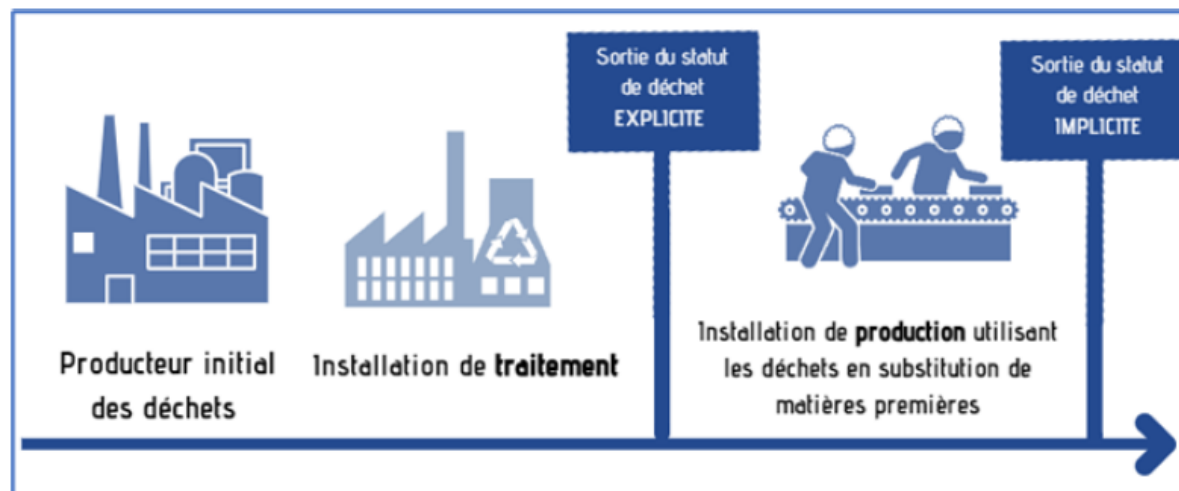 Sortie du statut
de déchet
EXPLICITE
Sortie du statut
de déchet
IMPLICITE
Producteur initial
des déchets
Installation de traitement
Installation de production utilisant
les déchets en substitution de
matières premières